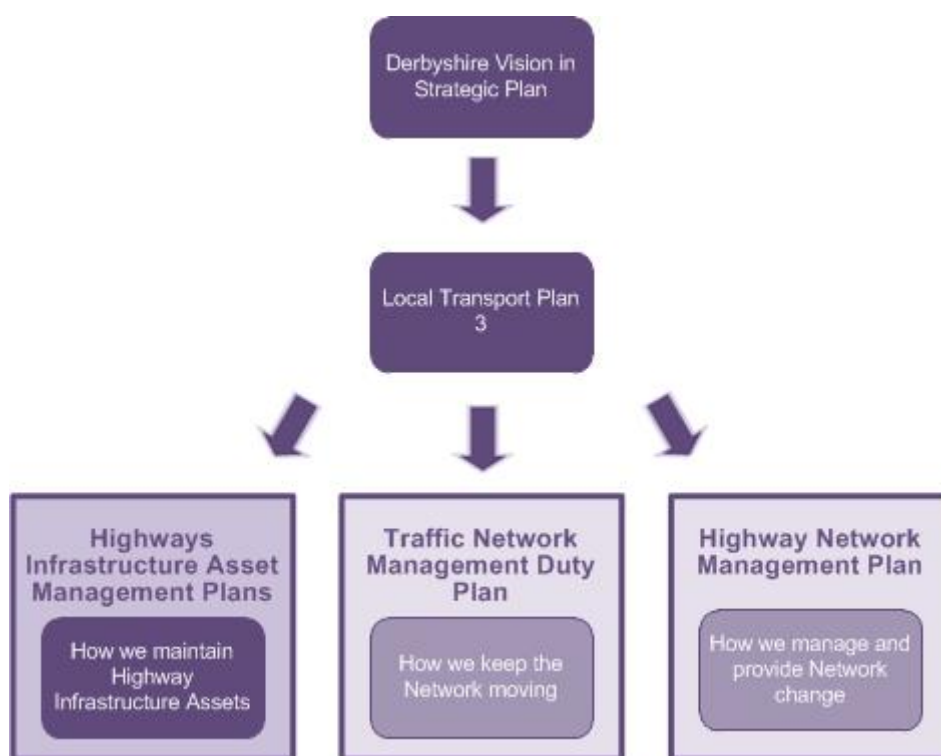 Derbyshire Vision in
Strategic Plan
Local Transport Plan
3
Highways
Infrastructure Asset
Management Plans
How we maintain
Highway
Infrastructure Assets
Traffic Network
Management Duty
Plan
How we keep the
Network moving
Highway Network
Management Plan
How we manage and
provide Network
change